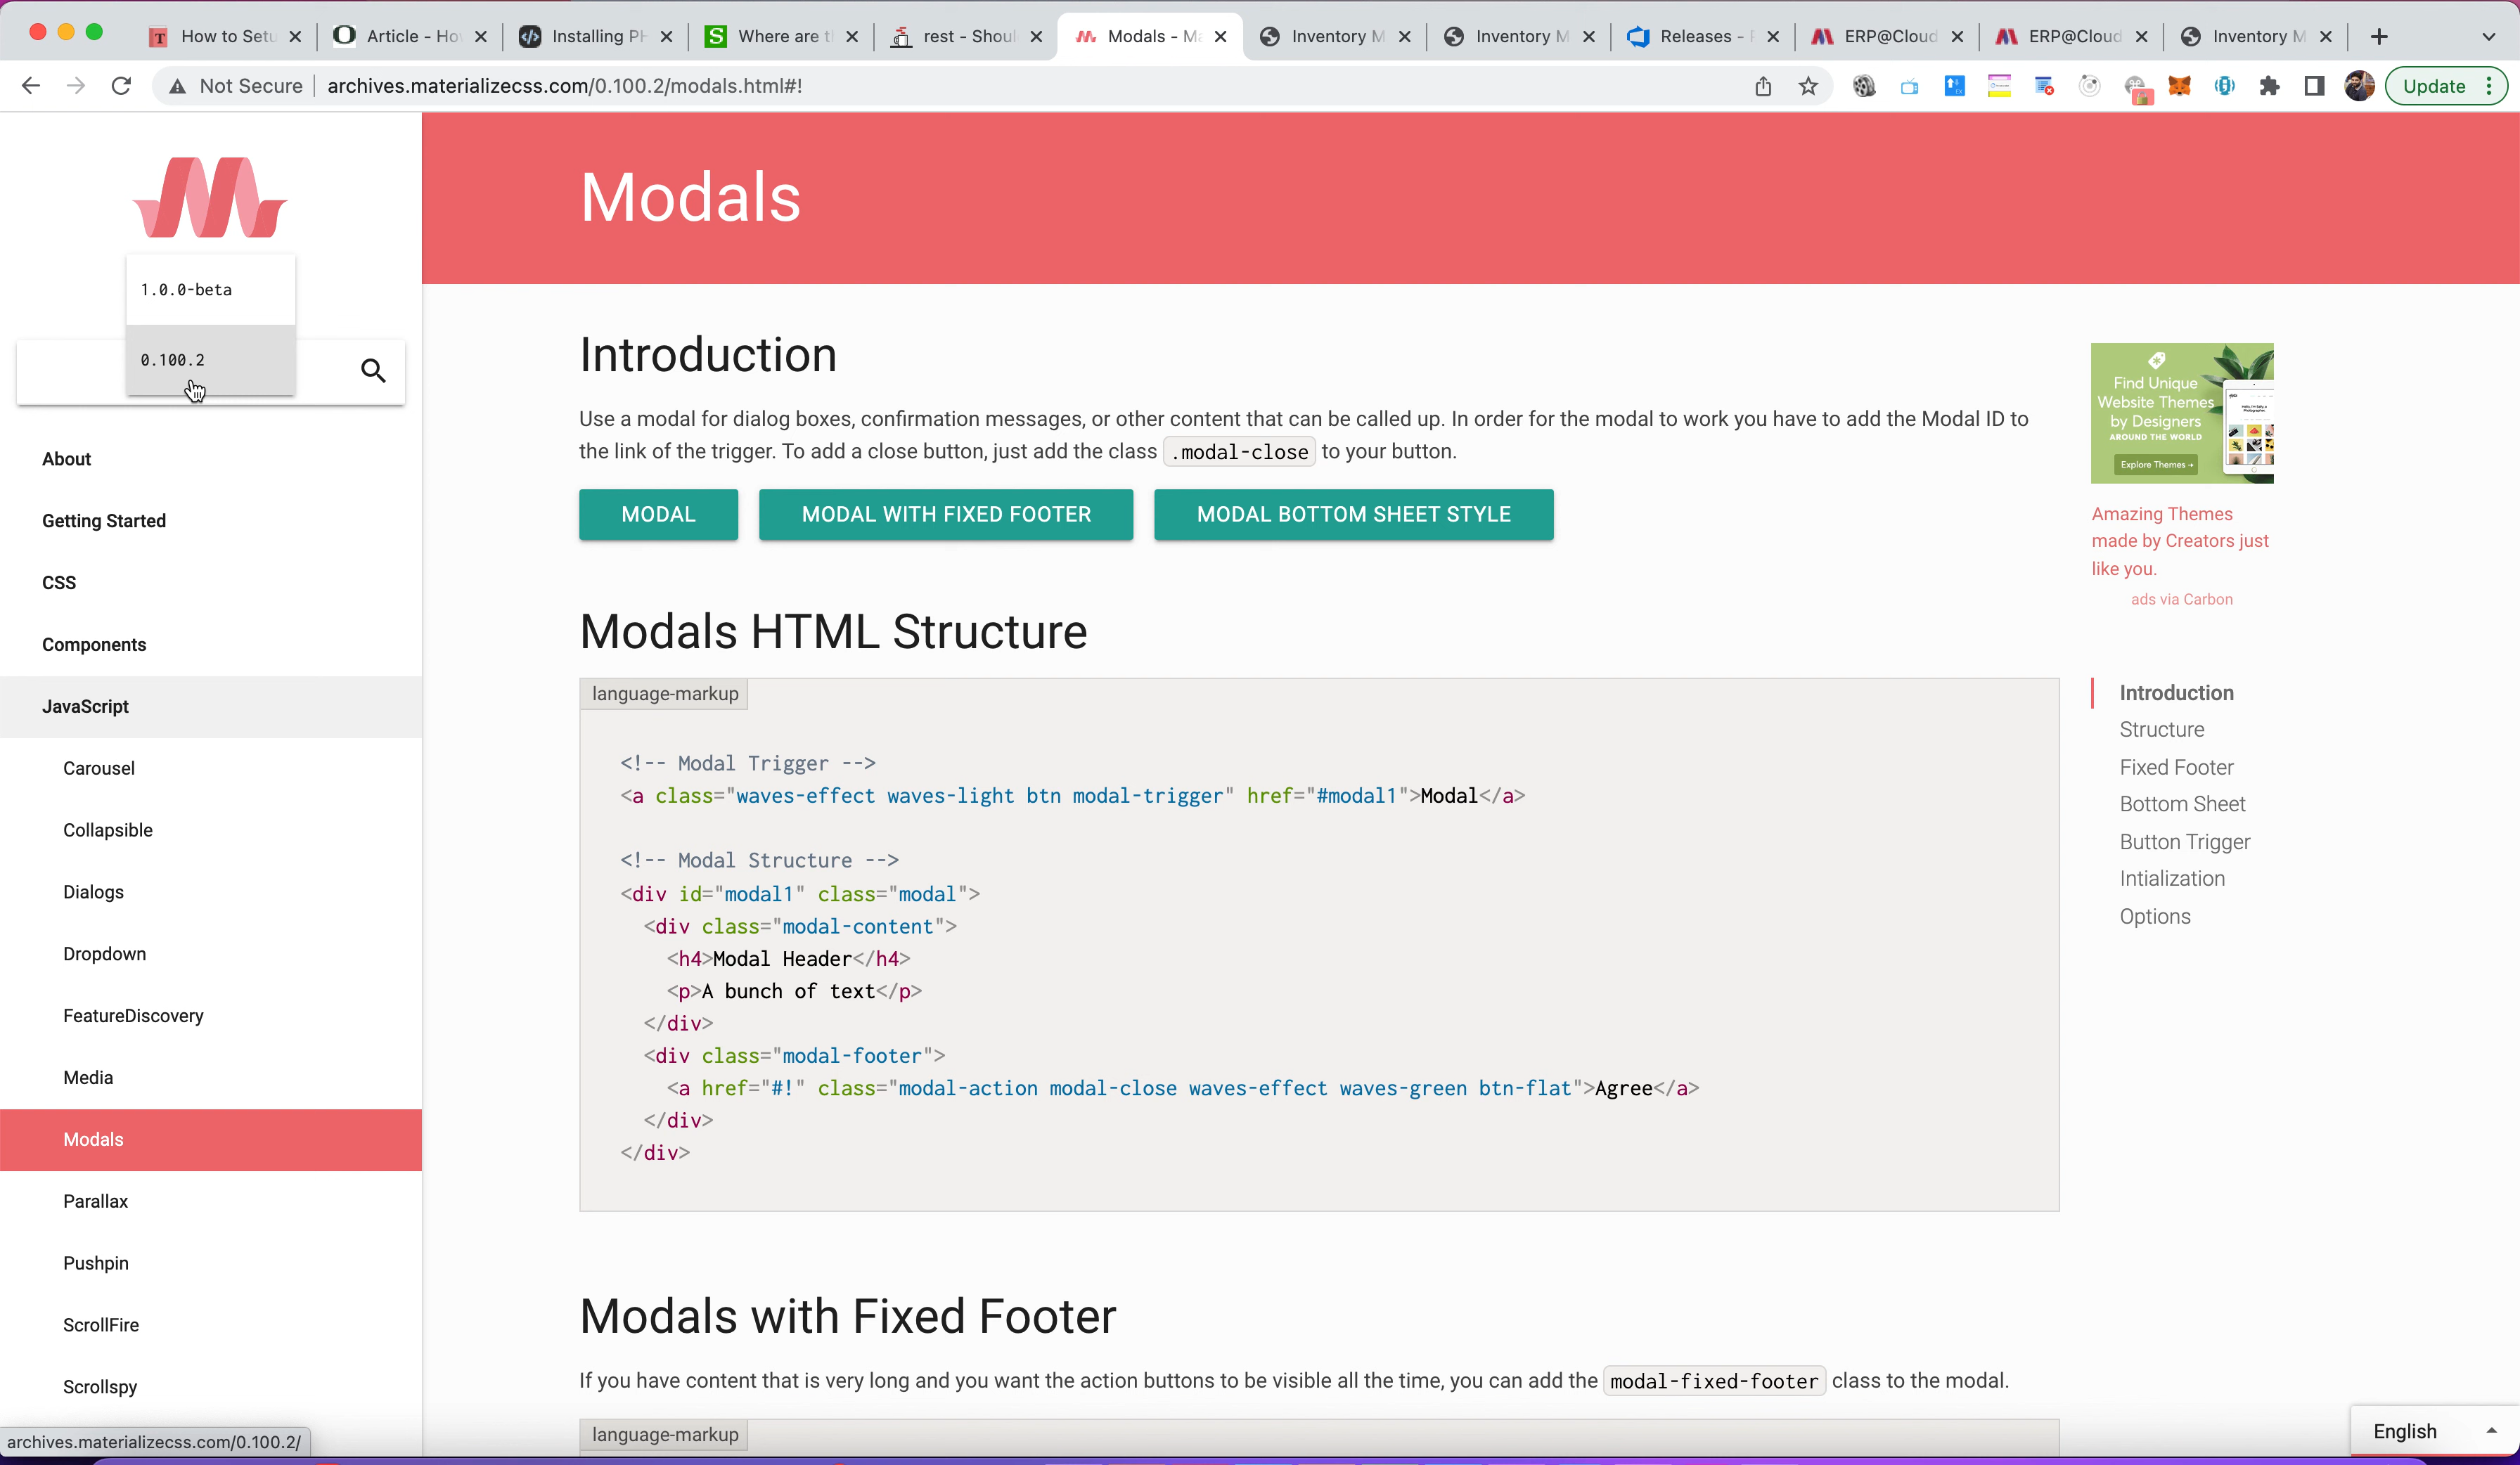 How to Setu
Article - Ho
Installing PH
Where are t
rest - Shoul
Modals - Ma
Inventory M
Inventory M
Releases -
ERP@Cloud
ERP@Cloud
Inventory M
Not Secure
archives.materializecss.com/0.100.2/modals.html#!
Update
1.0.0-beta
0.100.2
About
Getting Started
CSS
Components
JavaScript
Carousel
Collapsible
Dialogs
Dropdown
FeatureDiscovery
Media
Modals
Parallax
Pushpin
ScrollFire
Scrollspy
archives.materializecss.com/0.100.2/
Modals
Introduction
Use a modal for dialog boxes, confirmation messages, or other content that can be called up. In order for the modal to work you have to add the Modal ID to
the link of the trigger. To add a close button, just add the class .modal-close to your button.
MODAL
MODAL WITH FIXED FOOTER
MODAL BOTTOM SHEET STYLE
Modals HTML Structure
language-markup
<!-- Modal Trigger -->
<a class="waves-effect waves-light btn modal-trigger" href="#modal1">Modal</a>
<!-- Modal Structure -->
<div id="modal1" class="modal">
<div class="modal-content">
<h4>Modal Header</h4>
<p>A bunch of text</p>
</div>
<div class="modal-footer">
<a href="#!" class="modal-action modal-close waves-effect waves-green btn-flat">Agree</a>
</div>
</div>
Modals with Fixed Footer
If you have content that is very long and you want the action buttons to be visible all the time, you can add the modal-fixed-footer class to the modal.
language-markup
Find Unique
Website Themes
by Designers
AROUND THE WORLD
Explore Themes →
Amazing Themes
made by Creators just
like you.
ads via Carbon
Introduction
Structure
Fixed Footer
Bottom Sheet
Button Trigger
Intialization
Options
English